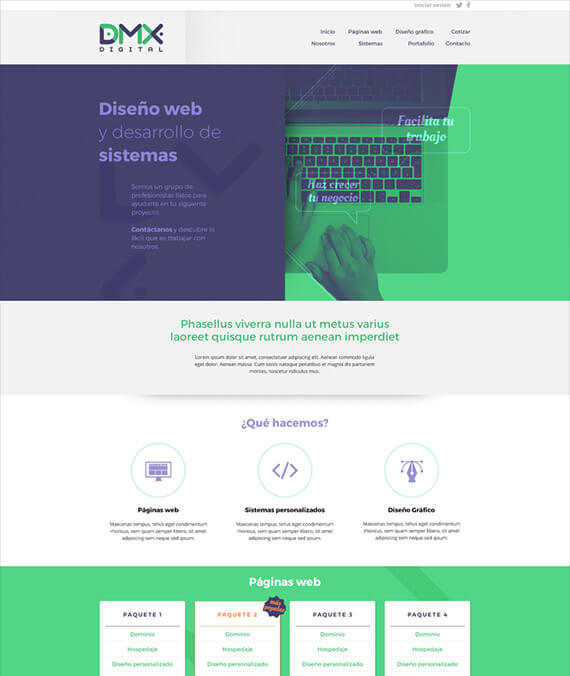 Iniciar sesión
DMX
DIGITAL
Inicio Páginas web Diseño gráfico Cotizar
Nosotros Sistemas Portafolio Contacto
Diseño web
y desarrollo de
sistemas
Somos un grupo de
profesionistas listos para
ayudarte en tu siguiente
proyecto.
Contáctanos y descubre lo
fácil que es trabajar con
nosotros.
Facilita tu
trabajo
Haz crecer
tu negocio
Phasellus viverra nulla ut metus varius
laoreet quisque rutrum aenean imperdiet
Lorem ipsum dolor sit amet, consectetuer adipiscing elit. Aenean commodo ligula
eget dolor. Aenean massa. Cum sociis natoque penatibus et magnis dis parturient
montes, nascetur ridiculus mus.
¿Qué hacemos?
Páginas web
Maecenas tempus, tellus eget condimentum
rhoncus, sem quam semper libero, sit amet
adipiscing sem neque sed ipsum.
Sistemas personalizados
Maecenas tempus, tellus eget condimentum
rhoncus, sem quam semper libero, sit amet
adipiscing sem neque sed ipsum.
Diseño Gráfico
Maecenas tempus, tellus eget condimentum
rhoncus, sem quam semper libero, sit amet
adipiscing sem neque sed ipsum.
Páginas web
PAQUETE 1
Dominio
Hospedaje
Diseño personalizado
PAQUETE 2
más
popular
Dominio
Hospedaje
Diseño personalizado
PAQUETE 3
Dominio
Hospedaje
Diseño personalizado
PAQUETE 4
Dominio
Hospedaje
Diseño personalizado